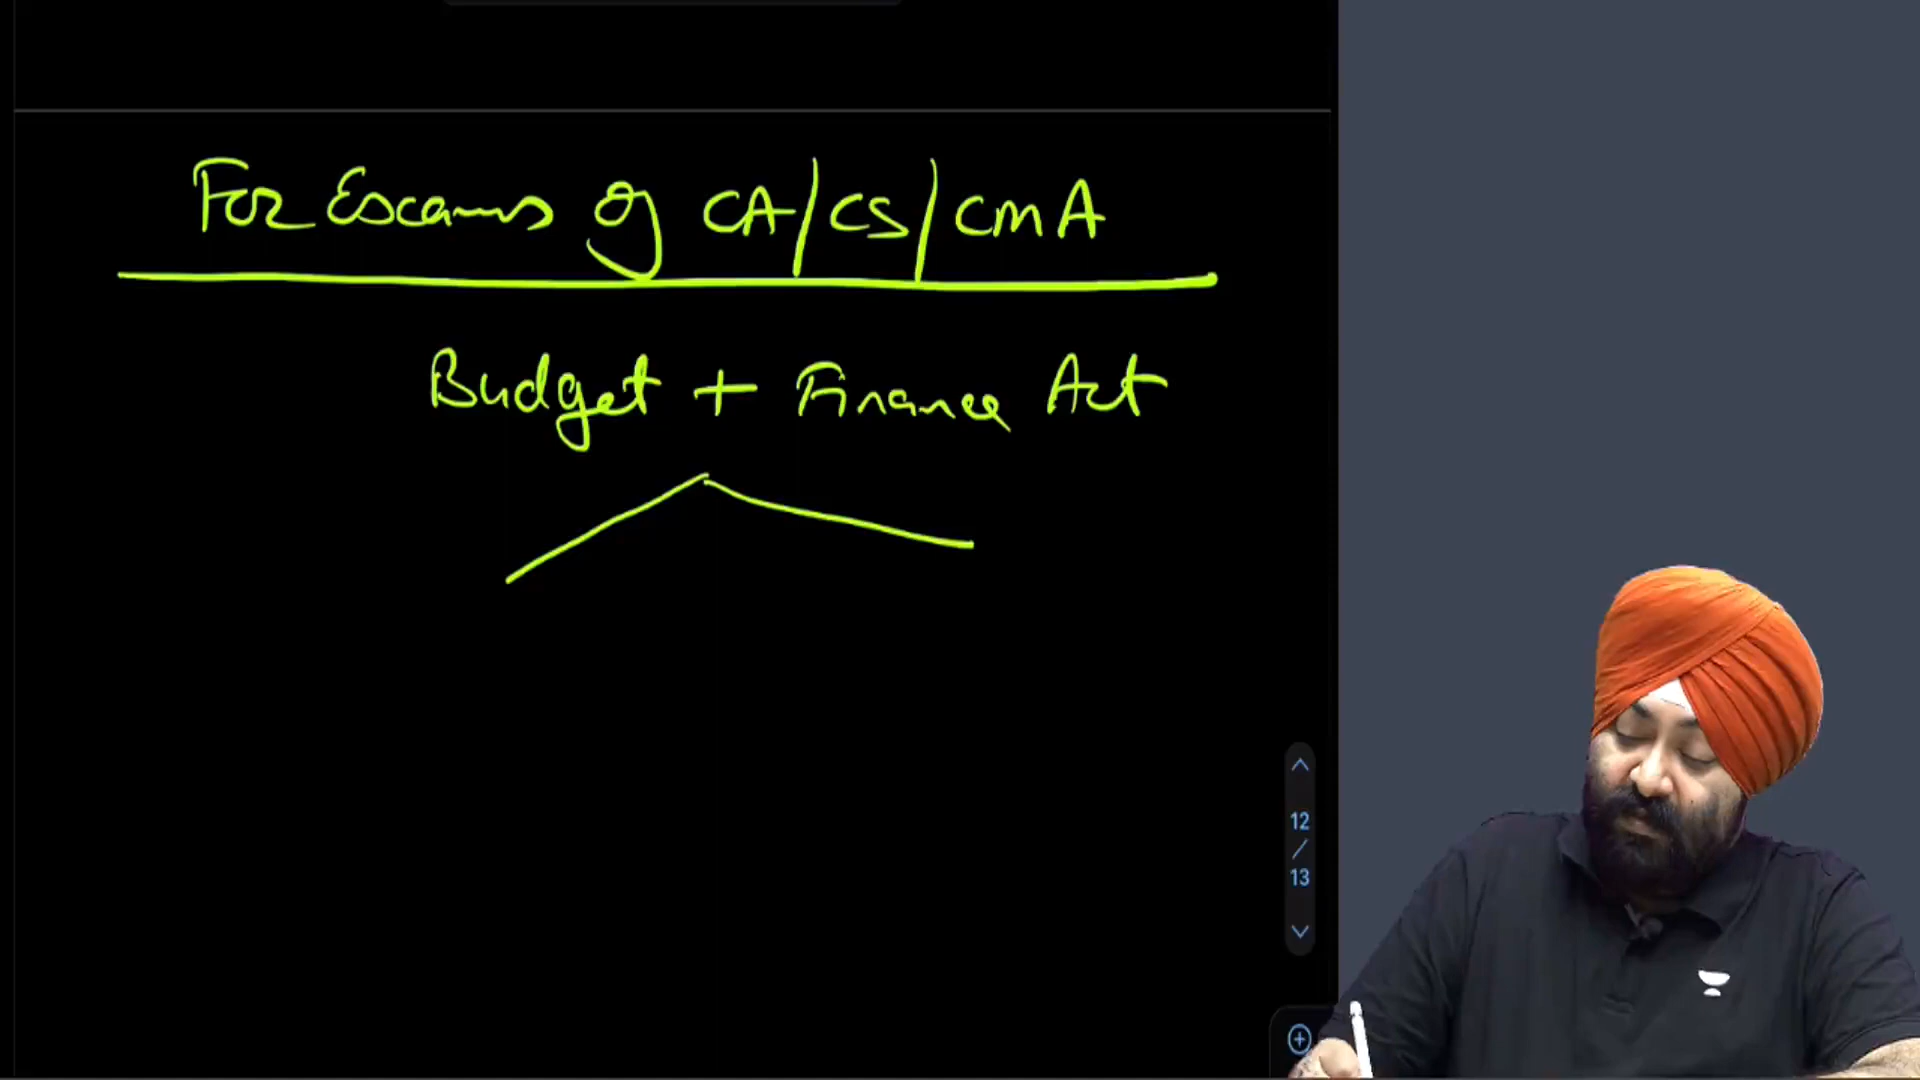 For Exams of CA/CS/CMA
Budget + Finance Act
12
/
13